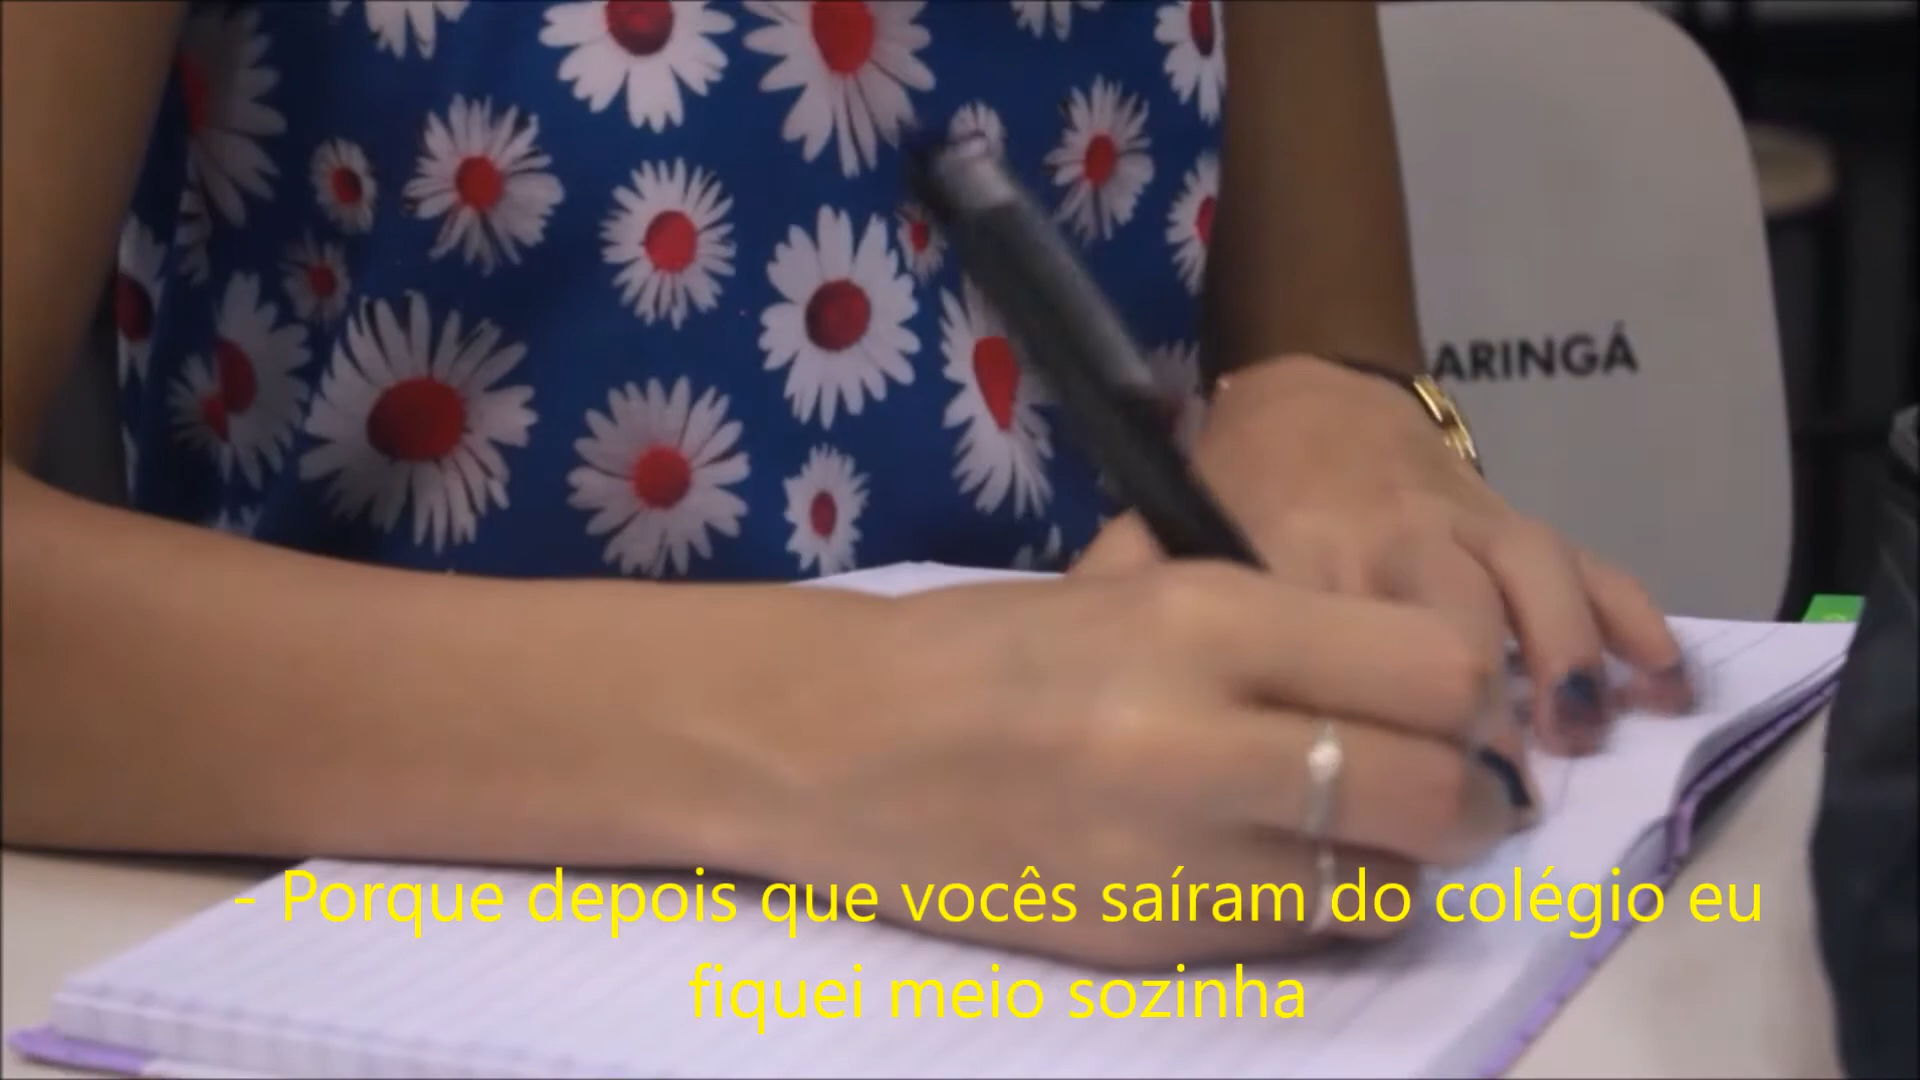 ARINGÁ
- Porque depois que vocês saíram do colégio eu
fiquei meio sozinha